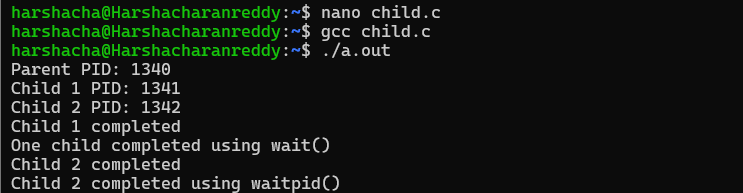 harshacha@Harshacharanreddy:~$ nano child.c
harshacha@Harshacharanreddy:~$ gcc child.c
harshacha@Harshacharanreddy:~$ ./a.out
Parent PID: 1340
Child 1 PID: 1341
Child 2 PID: 1342
Child 1 completed
One child completed using wait()
Child 2 completed
Child 2 completed using waitpid()